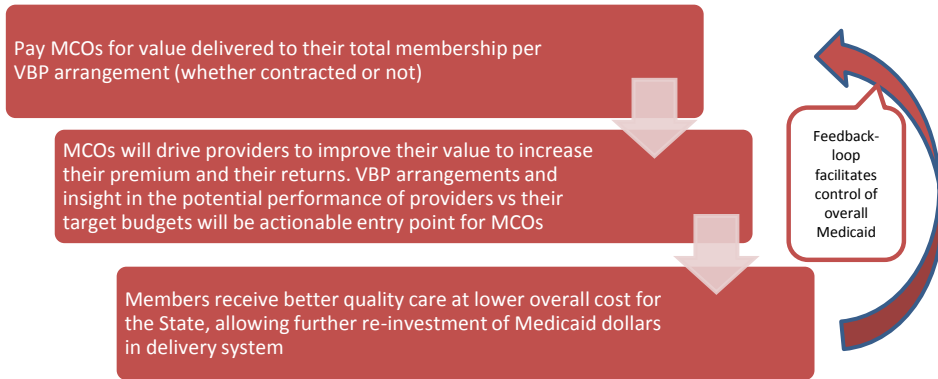 Pay MCOs for value delivered to their total membership per
VBP arrangement (whether contracted or not)
MCOs will drive providers to improve their value to increase
their premium and their returns. VBP arrangements and
insight in the potential performance of providers vs their
target budgets will be actionable entry point for MCOs
Members receive better quality care at lower overall cost for
the State, allowing further re-investment of Medicaid dollars
in delivery system
Feedback-
loop
facilitates
control of
overall
Medicaid